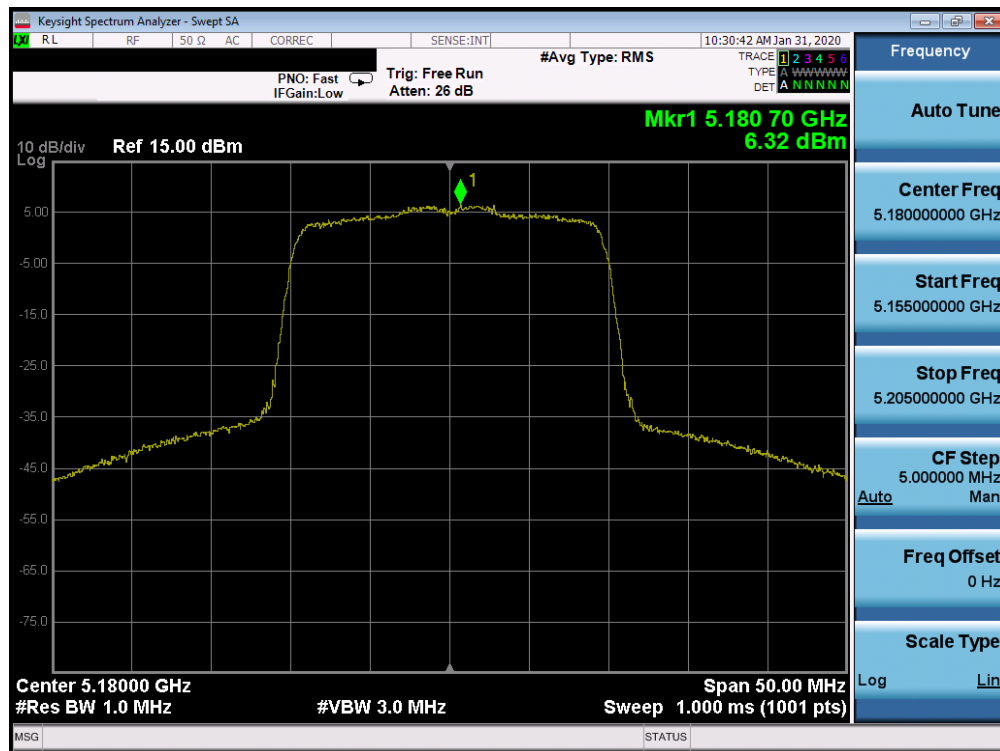 Keysight Spectrum Analyzer - Swept SA
LXI RL RF 50 Ω AC CORREC SENSE:INT 10:30:42 AM Jan 31, 2020
Frequency
PNO: Fast
IFGain:Low
Trig: Free Run
Atten: 26 dB
#Avg Type: RMS
TRACE 1 2 3 4 5 6
TYPE A WWWWW
DET A N N N N N
Mkr1 5.180 70 GHz
6.32 dBm
10 dB/div Ref 15.00 dBm
Log
1
5.00
-5.00
-15.0
-25.0
-35.0
-45.0
-55.0
-65.0
-75.0
Center 5.18000 GHz Span 50.00 MHz
#Res BW 1.0 MHz #VBW 3.0 MHz Sweep 1.000 ms (1001 pts)
Auto Tune
Center Freq
5.180000000 GHz
Start Freq
5.155000000 GHz
Stop Freq
5.205000000 GHz
CF Step
5.000000 MHz
Auto Man
Freq Offset
0 Hz
Scale Type
Log Lin
MSG STATUS